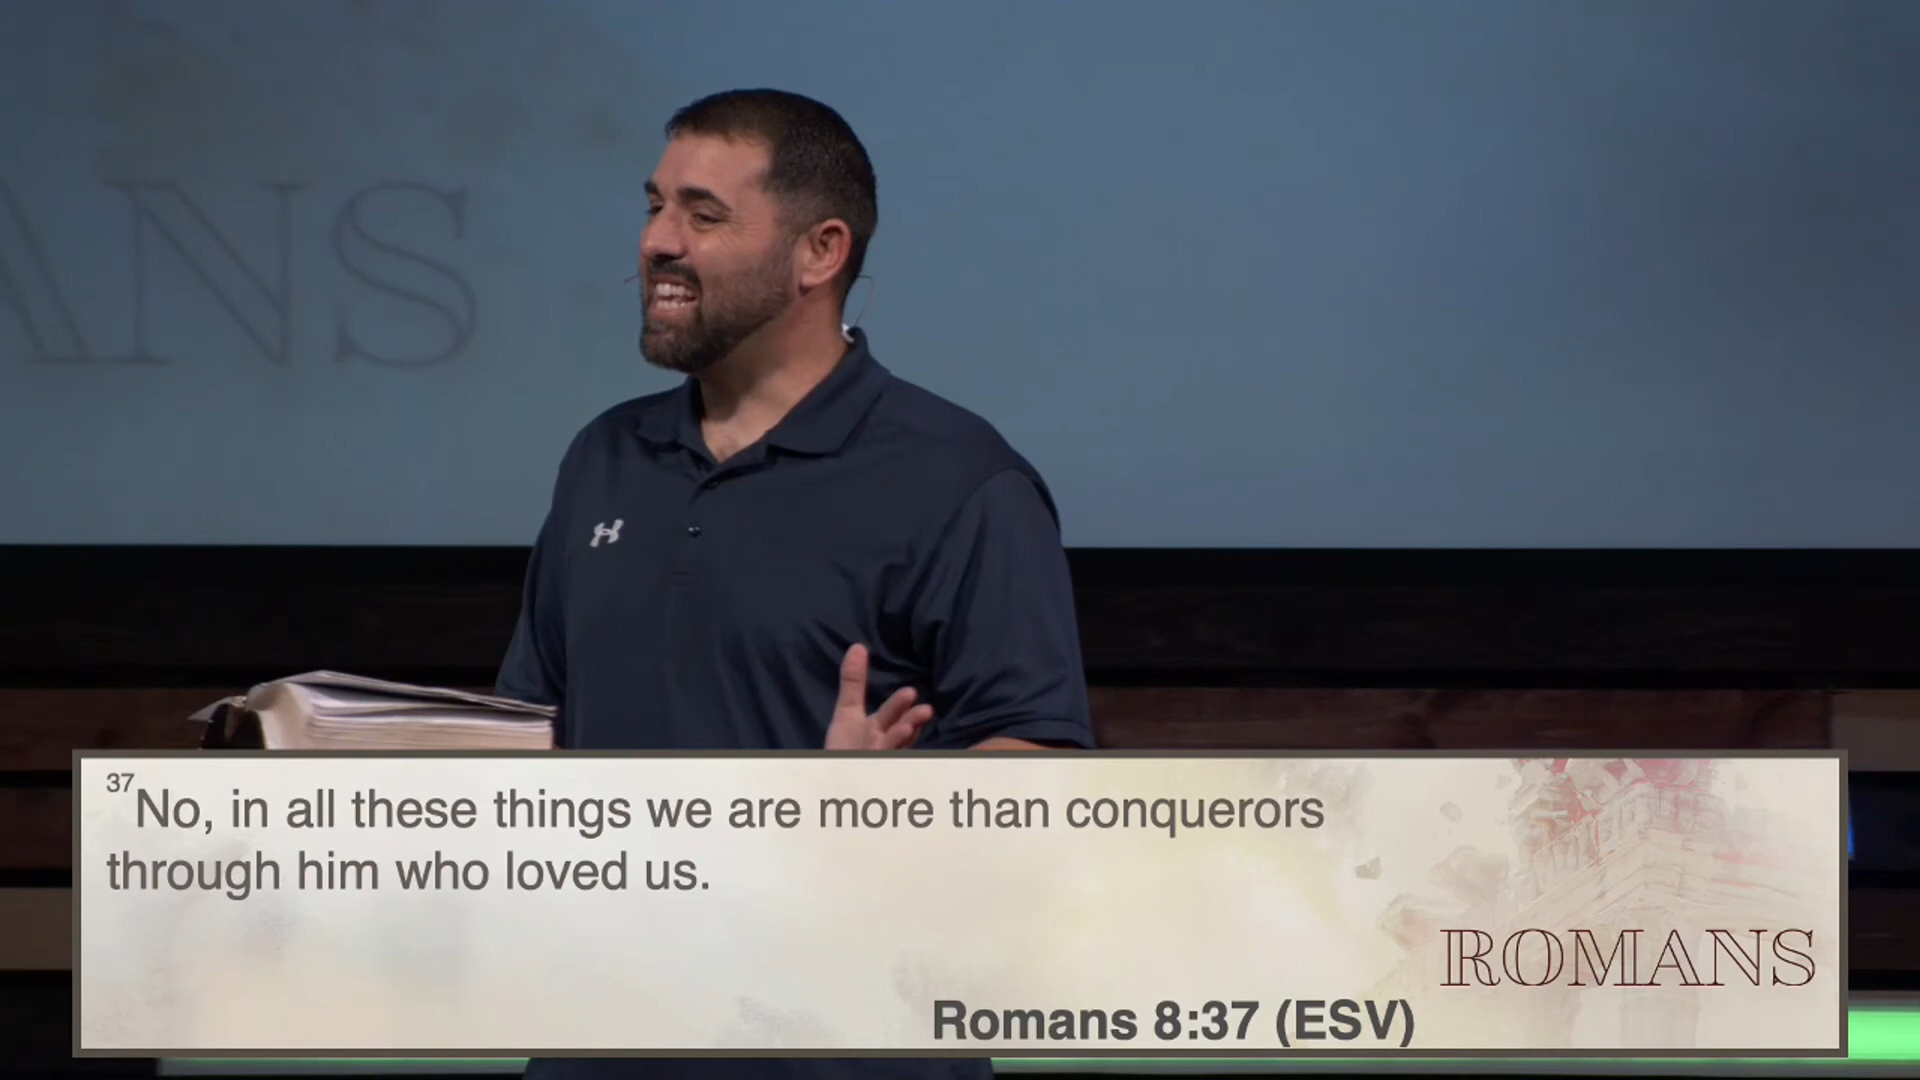 ANS
37No, in all these things we are more than conquerors
through him who loved us.
ROMANS
Romans 8:37 (ESV)